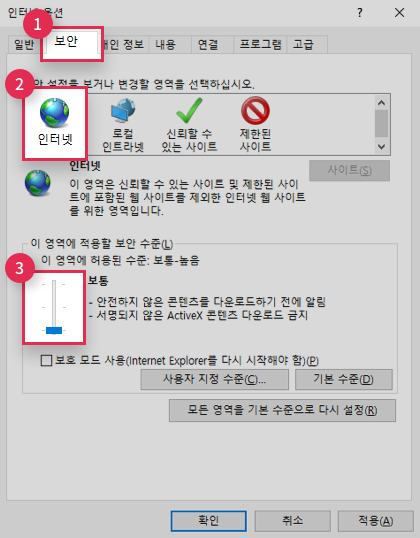 인터넷 옵션
? ×
1
일반 보안 개인 정보 내용 연결 프로그램 고급
보안 설정을 보거나 변경할 영역을 선택하십시오.
2
인터넷
로컬
인트라넷
신뢰할 수
있는 사이트
제한된
사이트
인터넷
사이트(S)
이 영역은 신뢰할 수 있는 사이트 및 제한된 사이
트에 포함된 웹 사이트를 제외한 인터넷 웹 사이트
를 위한 영역입니다.
이 영역에 적용할 보안 수준(L)
이 영역에 허용된 수준: 보통-높음
3
보통
- 안전하지 않은 콘텐츠를 다운로드하기 전에 알림
- 서명되지 않은 ActiveX 콘텐츠 다운로드 금지
보호 모드 사용(Internet Explorer를 다시 시작해야 함)(P)
사용자 지정 수준(C)... 기본 수준(D)
모든 영역을 기본 수준으로 다시 설정(R)
확인 취소 적용(A)